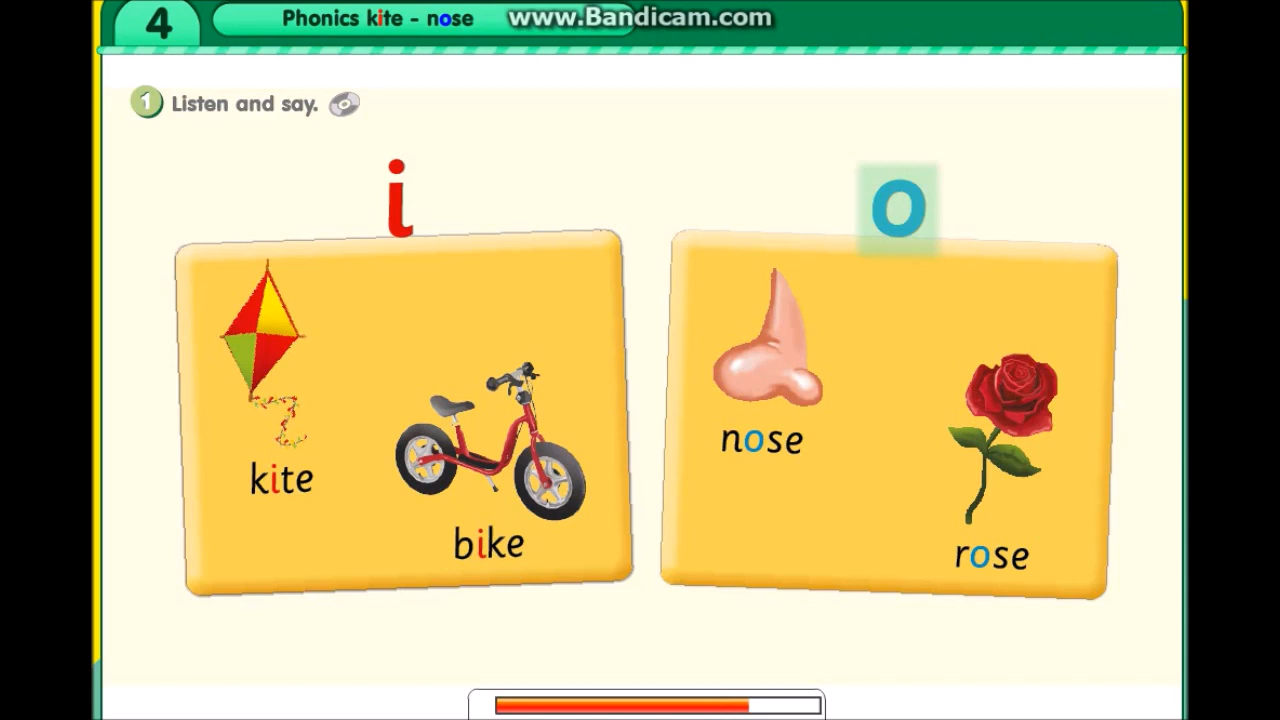 4
Phonics kite - nose
www.Bandicam.com
1 Listen and say.
i
o
kite
bike
nose
rose